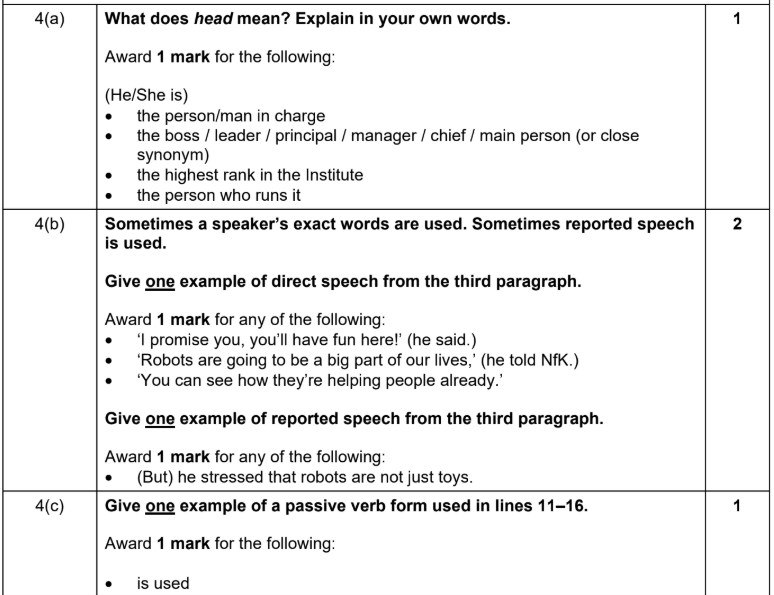 4(a) What does head mean? Explain in your own words. 1
Award 1 mark for the following:
(He/She is)
• the person/man in charge
• the boss / leader / principal / manager / chief / main person (or close
synonym)
• the highest rank in the Institute
• the person who runs it
4(b) Sometimes a speaker’s exact words are used. Sometimes reported speech 2
is used.
Give one example of direct speech from the third paragraph.
Award 1 mark for any of the following:
• ‘I promise you, you’ll have fun here!’ (he said.)
• ‘Robots are going to be a big part of our lives,’ (he told NfK.)
• ‘You can see how they’re helping people already.’
Give one example of reported speech from the third paragraph.
Award 1 mark for any of the following:
• (But) he stressed that robots are not just toys.
4(c) Give one example of a passive verb form used in lines 11–16. 1
Award 1 mark for the following:
• is used